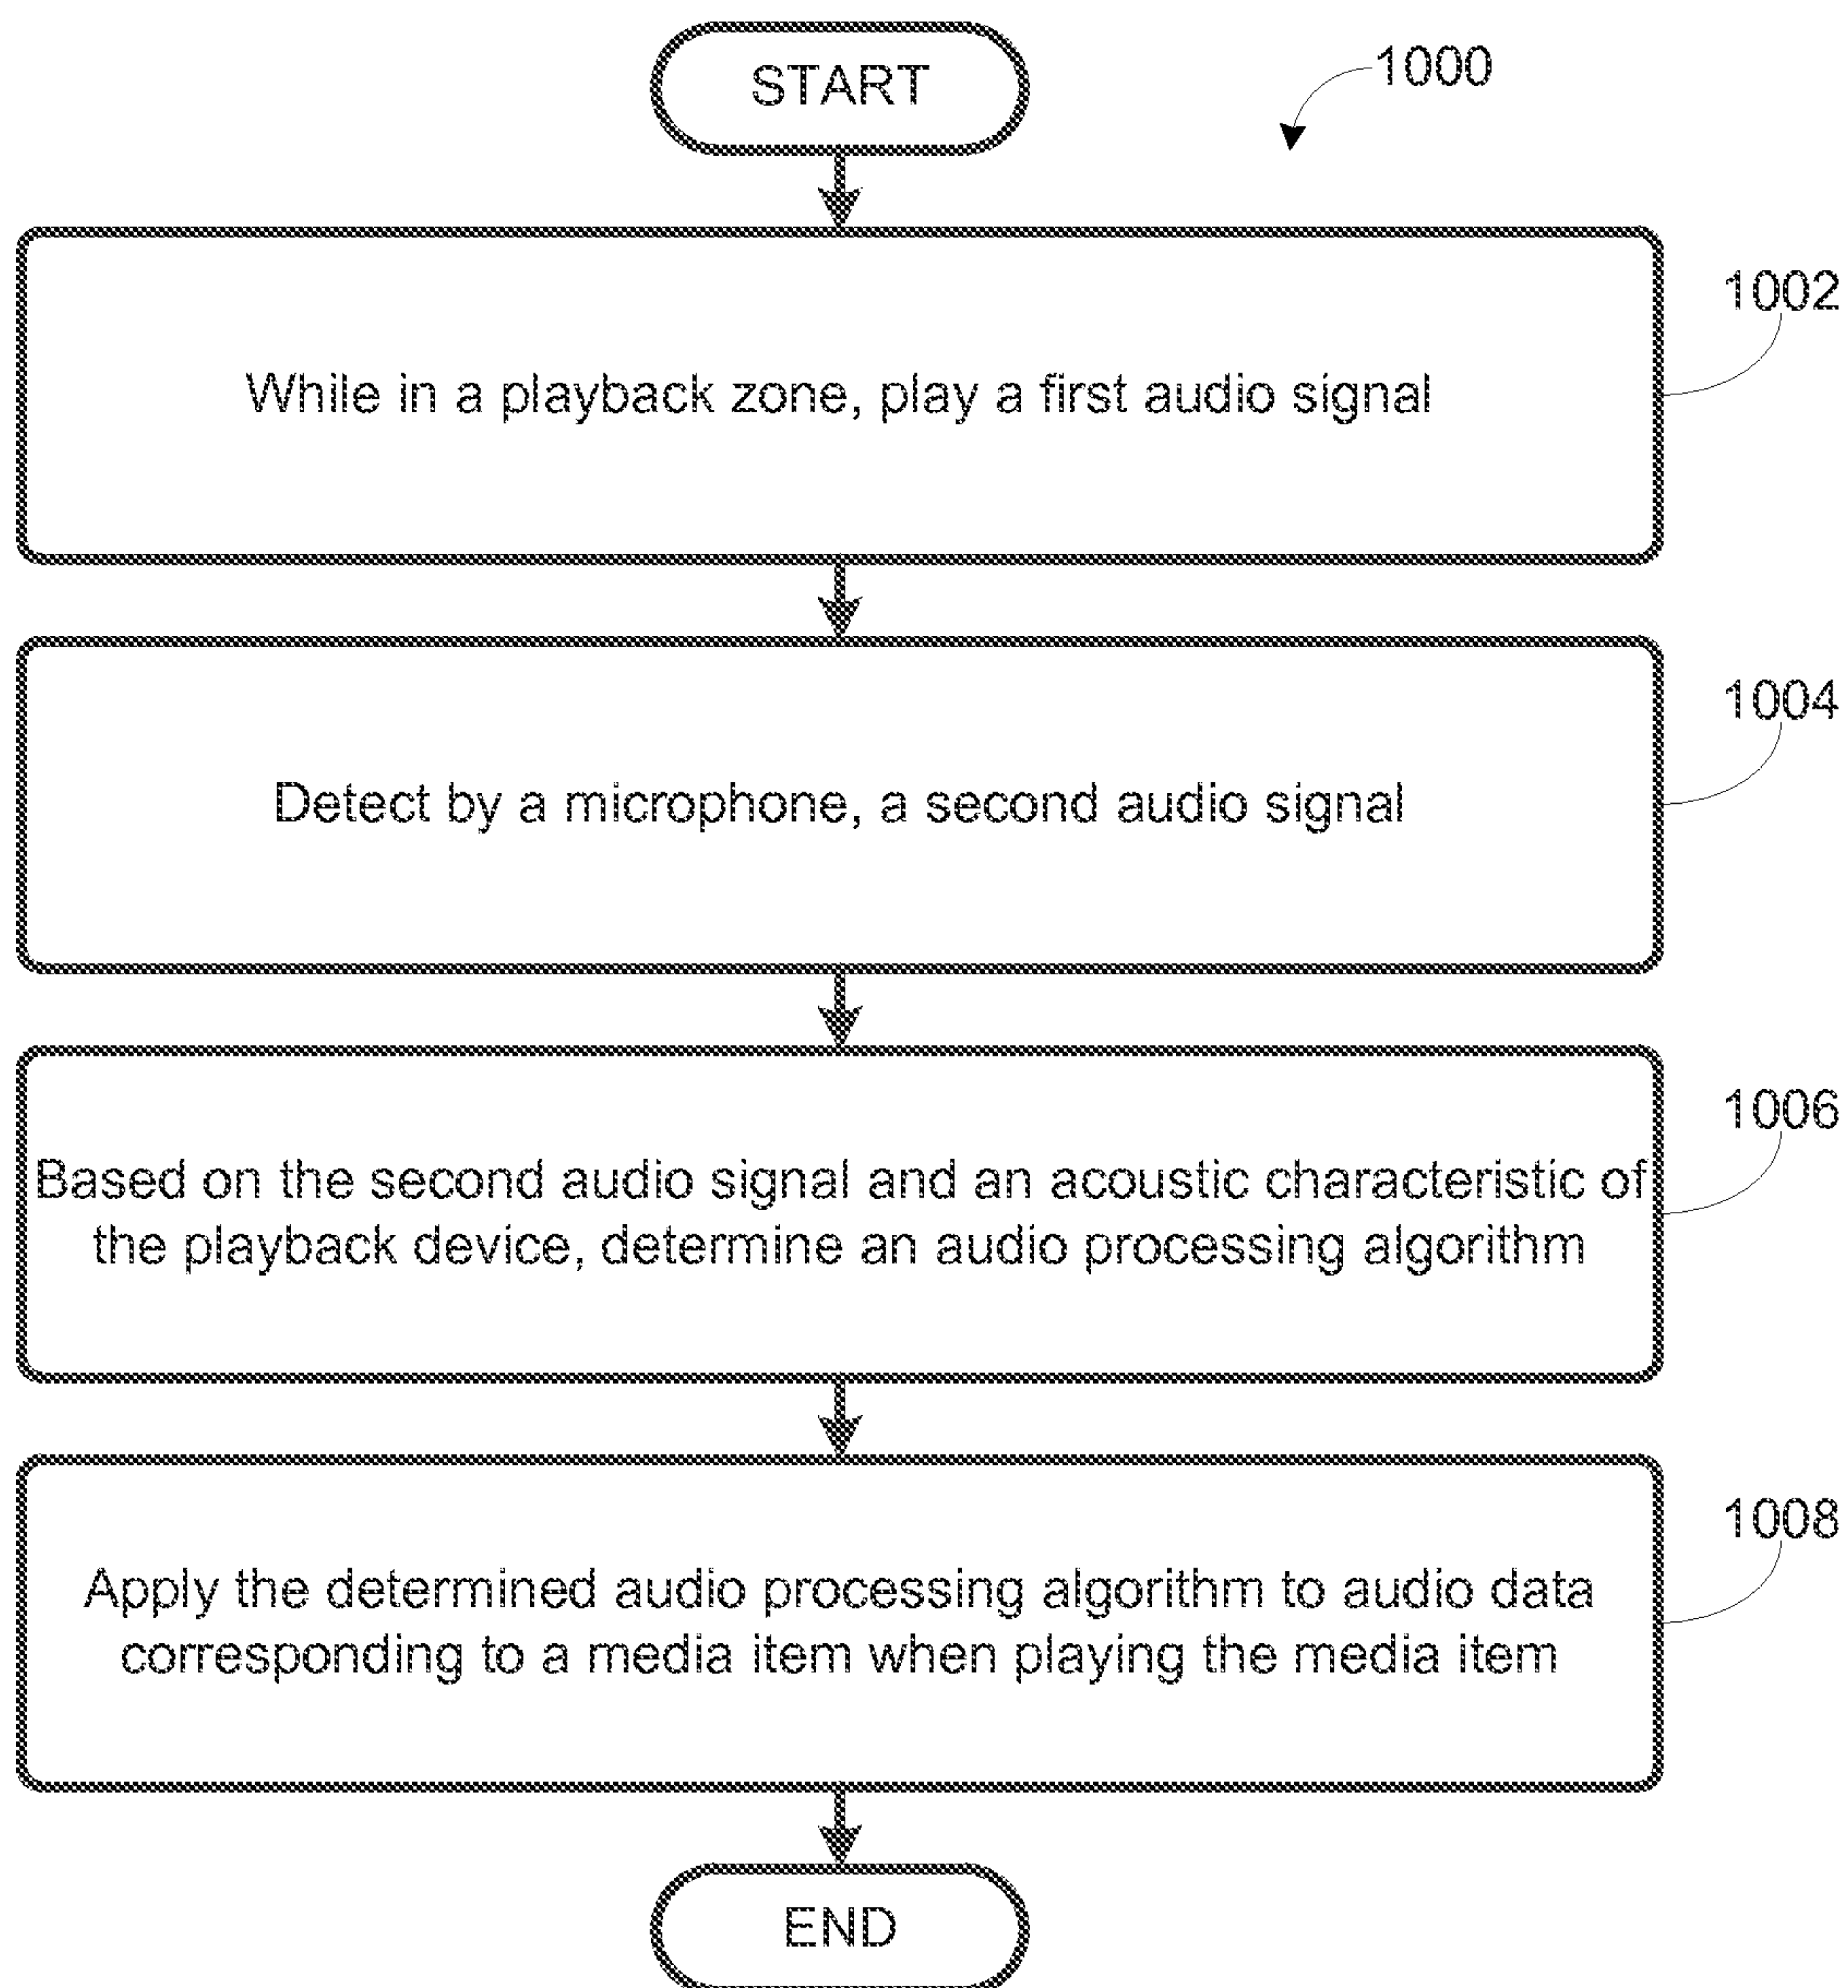 START
1000
1002
While in a playback zone, play a first audio signal
1004
Detect by a microphone, a second audio signal
1006
Based on the second audio signal and an acoustic characteristic of
the playback device, determine an audio processing algorithm
1008
Apply the determined audio processing algorithm to audio data
corresponding to a media item when playing the media item
END